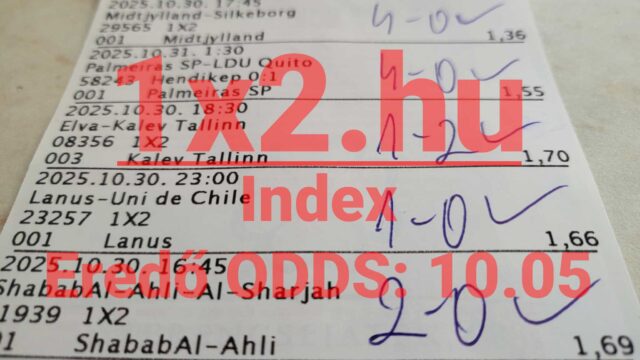 2025.10.30. 17:45
Midtjylland-Silkeborg
29565 1X2
001 Midtjylland 1,36
4-0
2025.10.31. 1:30
Palmeiras SP-LDU Quito
58243 Hendikep 0:1
001 Palmeiras SP 1,55
4-0
2025.10.30. 18:30
Elva-Kalev Tallinn
08356 1X2
003 Kalev Tallinn 1,70
1-2
2025.10.30. 23:00
Lanus-Uni de Chile
23257 1X2
001 Lanus 1,66
1-0
2025.10.30. 16:45
ShababAl-Ahli-Al-Sharjah
1939 1X2
01 ShababAl-Ahli 1,69
2-0
1x2.hu
Index
Eredő ODDS: 10.05